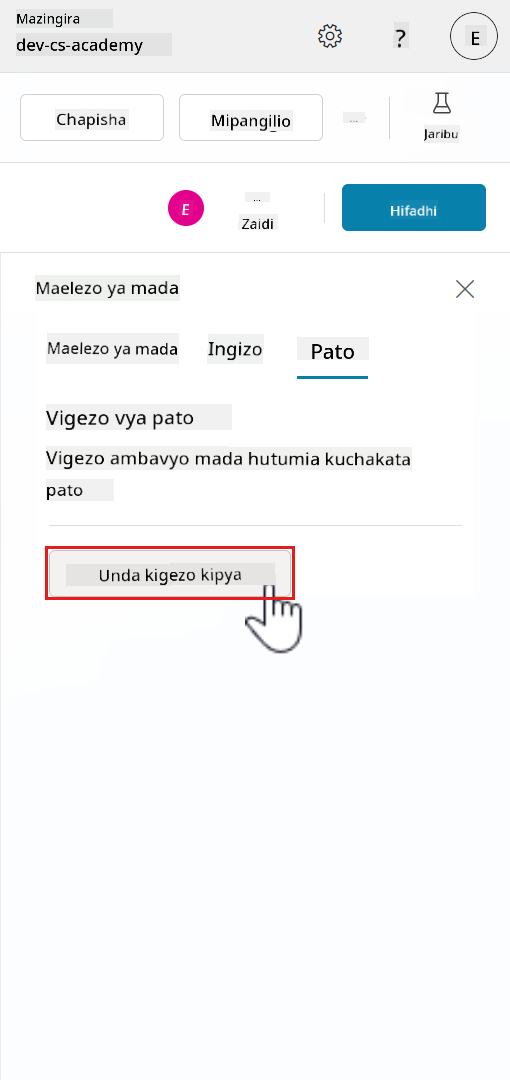 Mazingira
dev-cs-academy
?
E
Chapisha
Mipangilio
...
Jaribu
E
...
Zaidi
Hifadhi
Maelezo ya mada
Maelezo ya mada
Ingizo
Pato
Vigezo vya pato
Vigezo ambavyo mada hutumia kuchakata
pato
Unda kigezo kipya